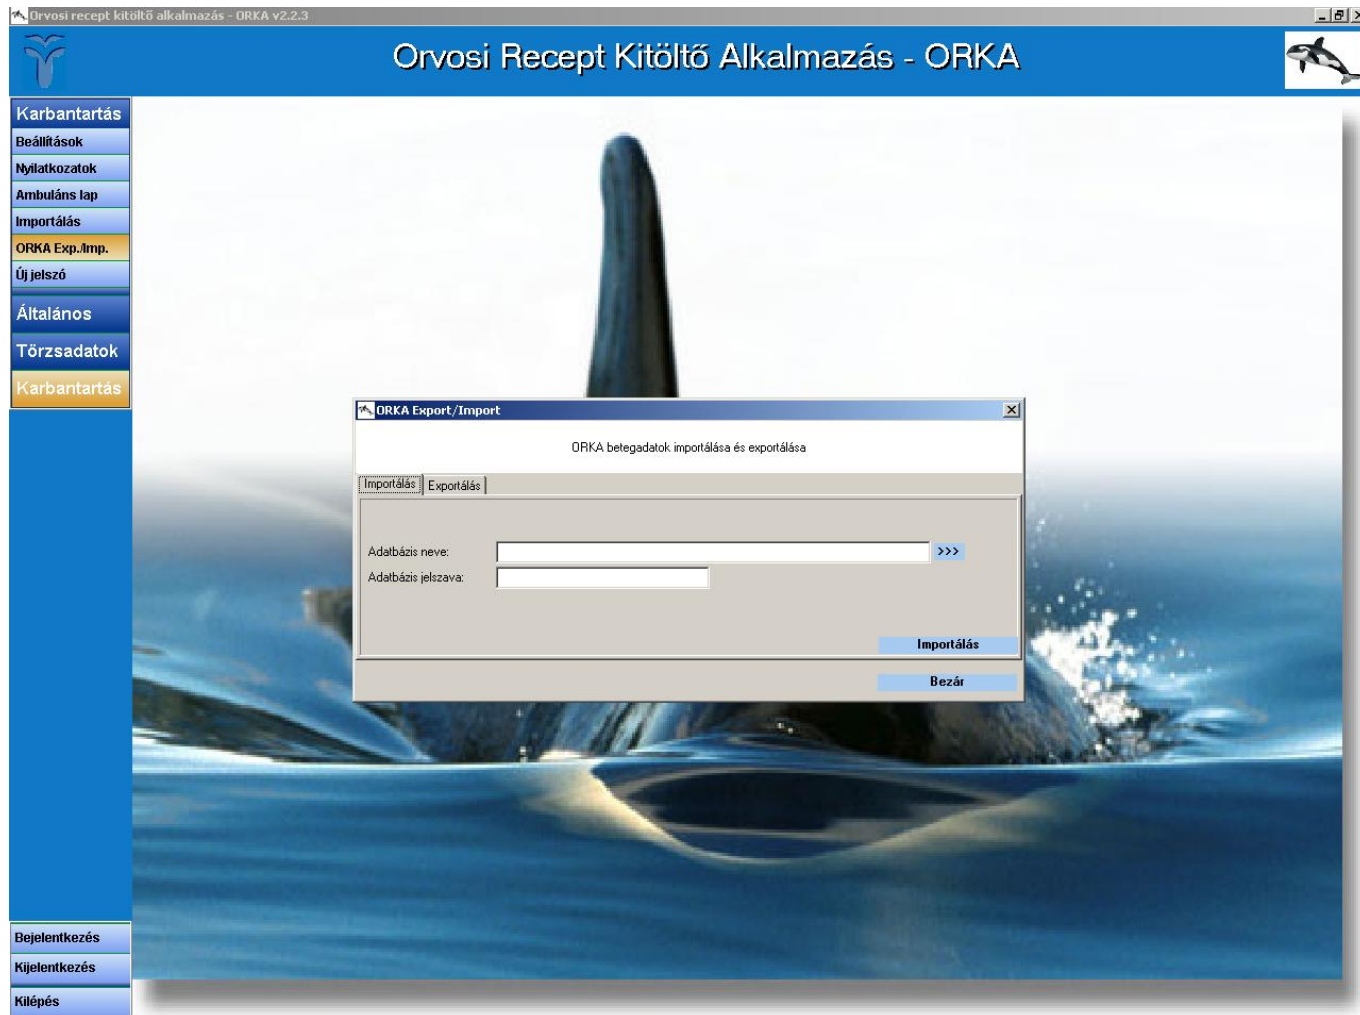 Orvosi recept kitöltő alkalmazás - ORKA v2.2.3
Orvosi Recept Kitöltő Alkalmazás - ORKA
Karbantartás
Beállítások
Nyilatkozatok
Ambuláns lap
Importálás
ORKA Exp./Imp.
Új jelszó
Általános
Törzsadatok
Karbantartás
ORKA Export/Import
ORKA betegadatok importálása és exportálása
Importálás Exportálás
Adatbázis neve: >>>
Adatbázis jelszava:
Importálás
Bezár
Bejelentkezés
Kijelentkezés
Kilépés